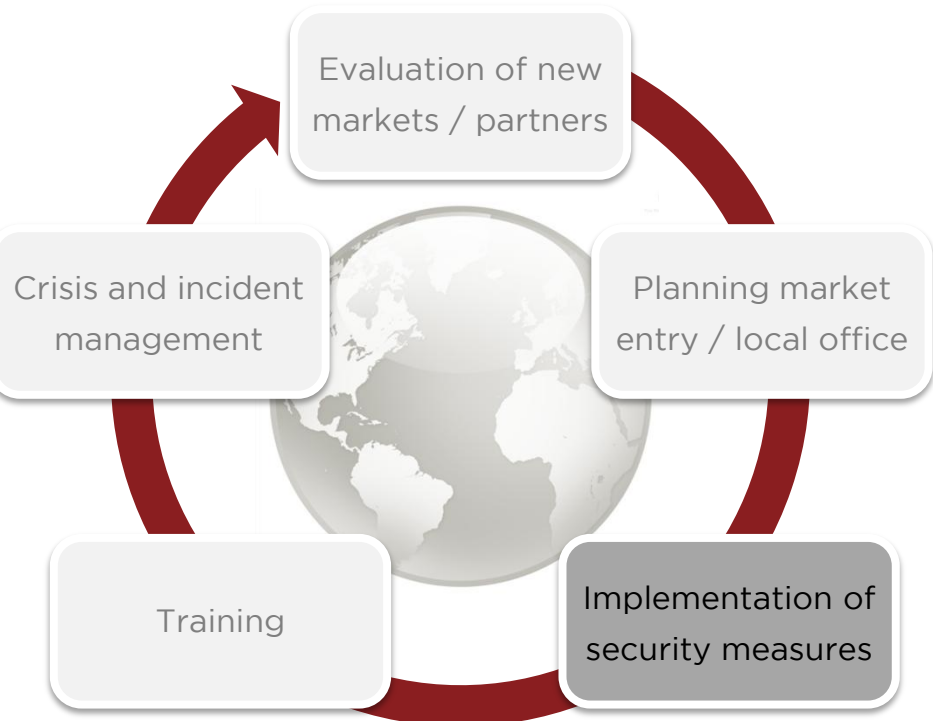 Evaluation of new
markets / partners
Crisis and incident
management
Planning market
entry / local office
Training
Implementation of
security measures